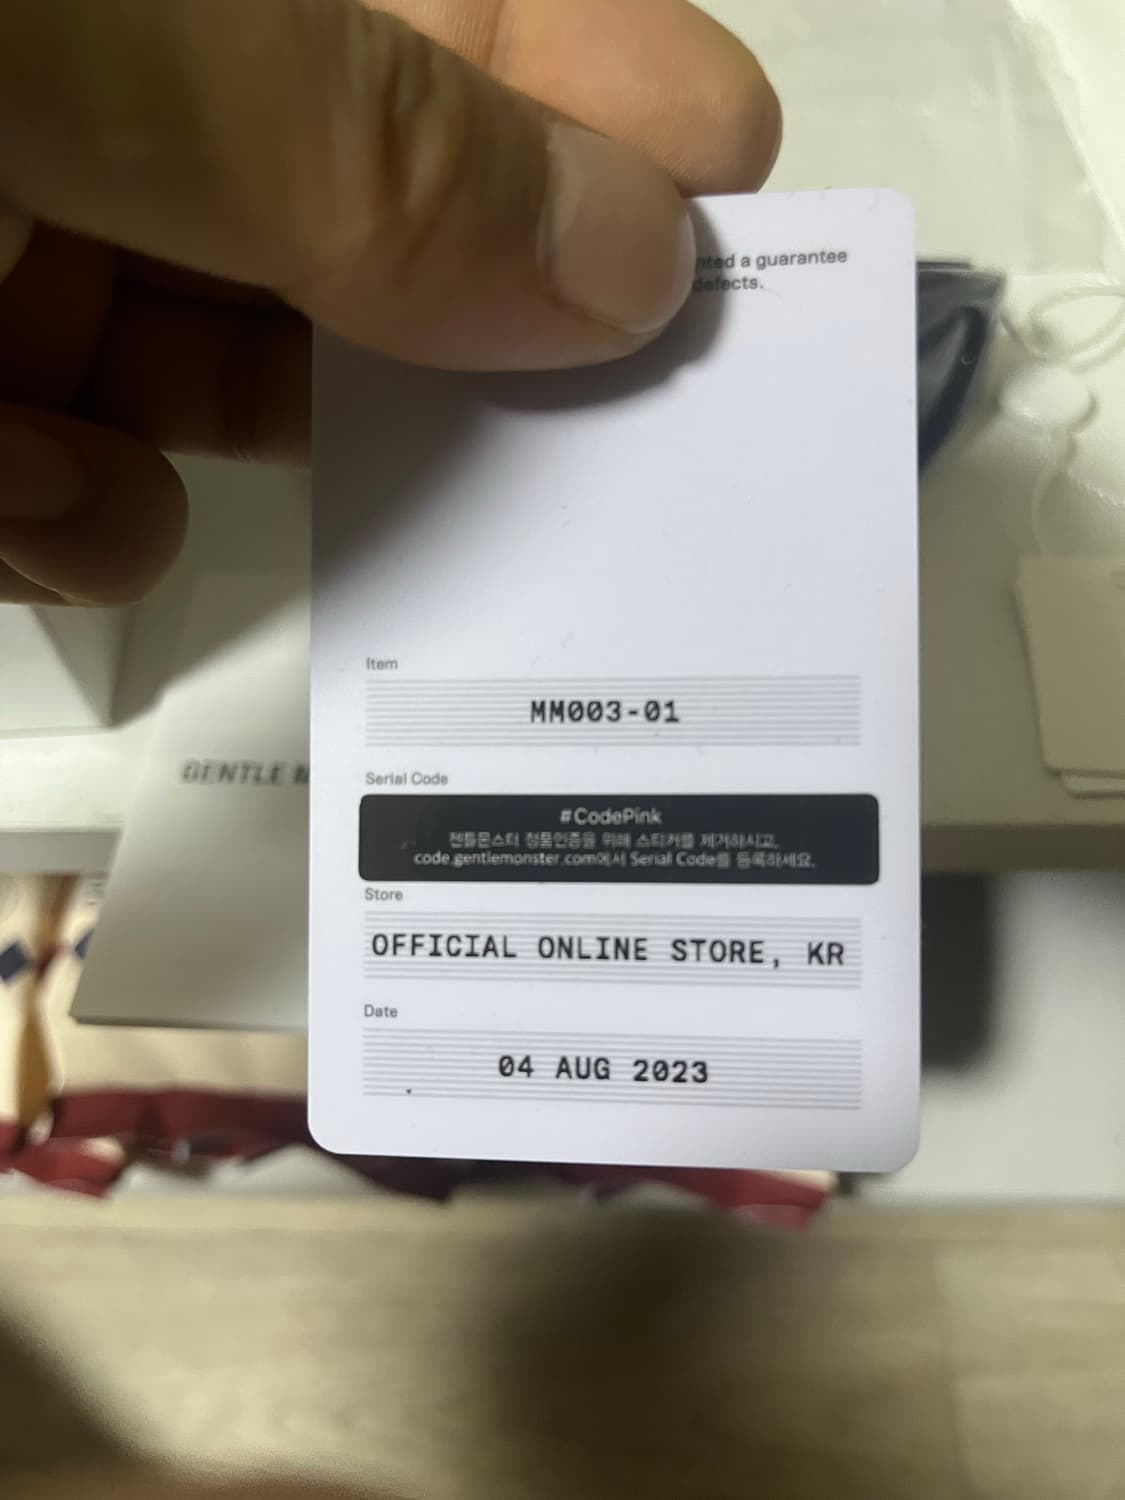 a guarantee
defects.
Item
MM003-01
Serial Code
#CodePink
젠틀몬스터 정품인증을 위해 스티커를 제거하시고,
code.gentlemonster.com에서 Serial Code를 등록하세요.
Store
OFFICIAL ONLINE STORE, KR
Date
04 AUG 2023
GENTLE M